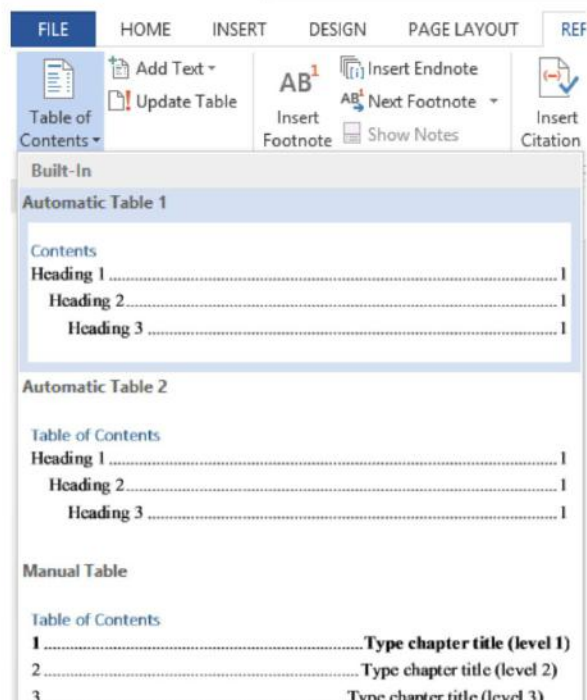 FILE HOME INSERT DESIGN PAGE LAYOUT REF
Table of Contents
Add Text
Update Table
AB1
Insert Footnote
[i] Insert Endnote
AB1 Next Footnote
Show Notes
(-)
Insert Citation
Built-In
Automatic Table 1
Contents
Heading 1 ........ 1
Heading 2 ........ 1
Heading 3 ........ 1
Automatic Table 2
Table of Contents
Heading 1 ........ 1
Heading 2 ........ 1
Heading 3 ........ 1
Manual Table
Table of Contents
1 ........ Type chapter title (level 1)
2 ........ Type chapter title (level 2)
3 ........ Type chapter title (level 3)